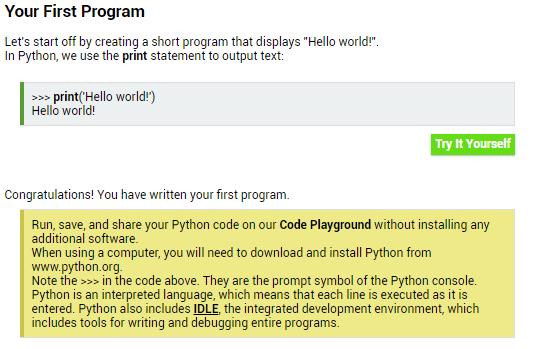 Your First Program
Let's start off by creating a short program that displays "Hello world!".
In Python, we use the print statement to output text:
>>> print('Hello world!')
Hello world!
Try It Yourself
Congratulations! You have written your first program.
Run, save, and share your Python code on our Code Playground without installing any
additional software.
When using a computer, you will need to download and install Python from
www.python.org.
Note the >>> in the code above. They are the prompt symbol of the Python console.
Python is an interpreted language, which means that each line is executed as it is
entered. Python also includes IDLE, the integrated development environment, which
includes tools for writing and debugging entire programs.